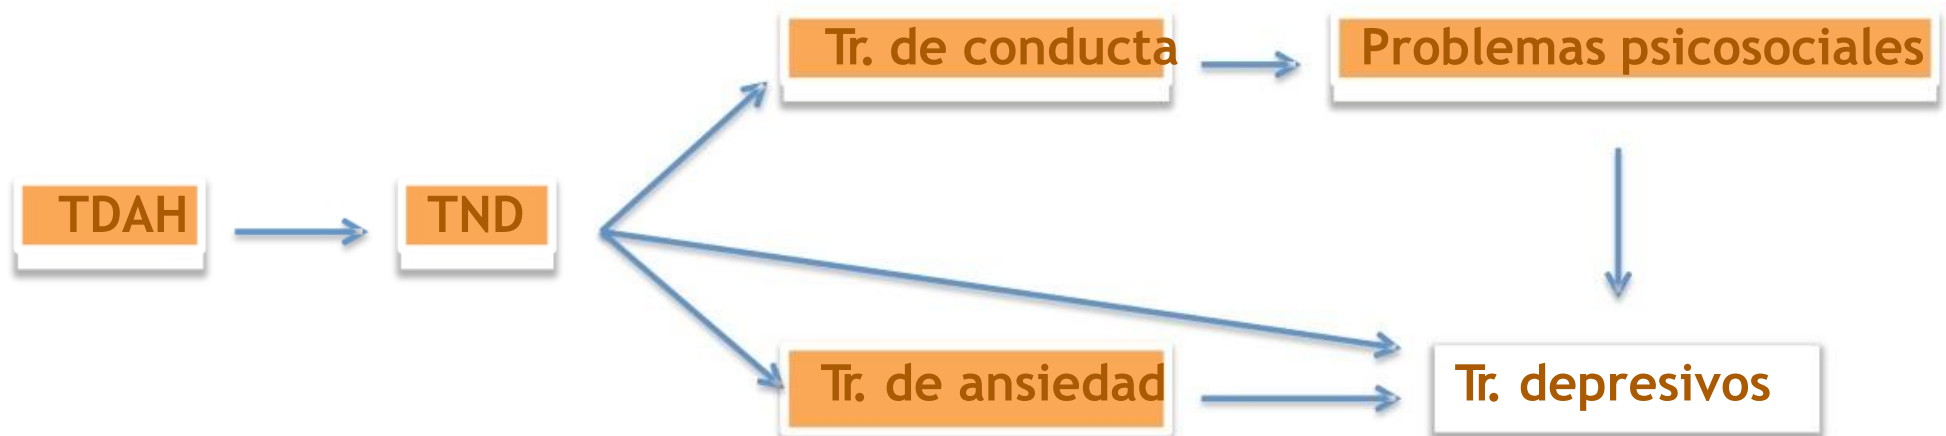 Tr. de conducta
Problemas psicosociales
TDAH
TND
Tr. de ansiedad
Tr. depresivos